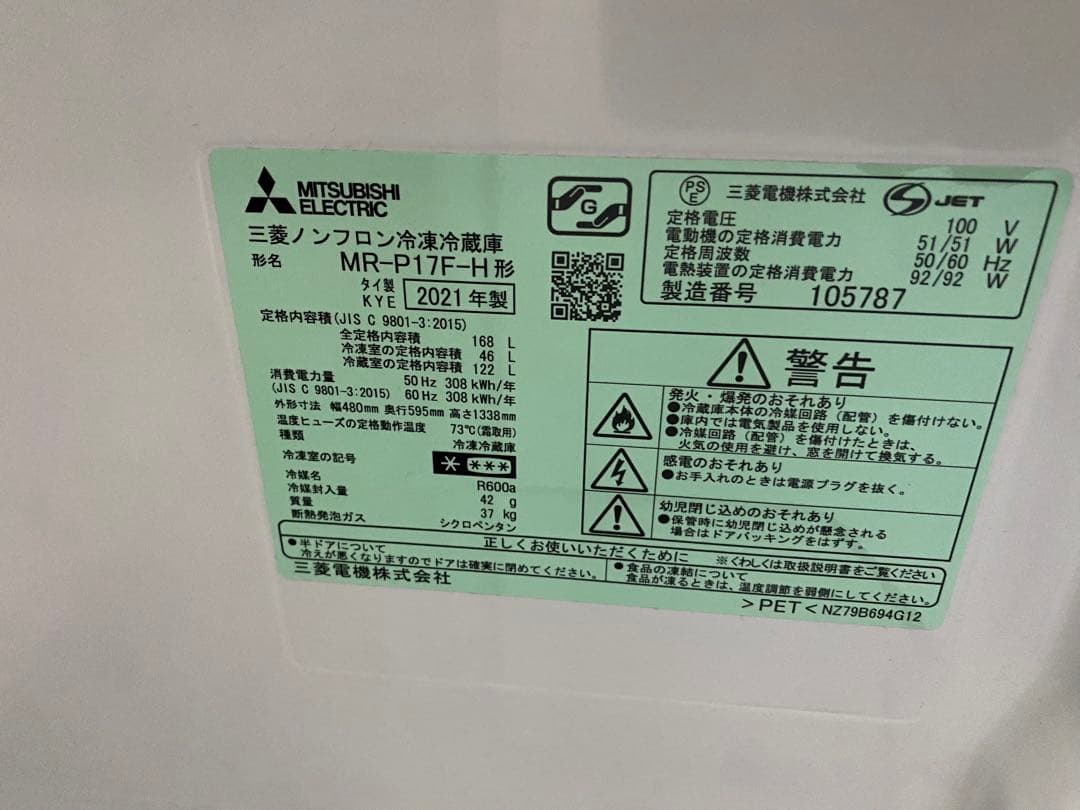 MITSUBISHI
ELECTRIC
三菱ノンフロン冷凍冷蔵庫
形名 MR-P17F-H形
タイ製
KYE 2021年製
定格内容積(JIS C 9801-3:2015)
全定格内容積 168 L
冷凍室の定格内容積 46 L
冷蔵室の定格内容積 122 L
消費電力量 50Hz 308 kWh/年
(JIS C 9801-3:2015) 60Hz 308 kWh/年
外形寸法 幅480mm 奥行595mm 高さ1338mm
温度ヒューズの定格動作温度 73℃(霜取用)
種類 冷凍冷蔵庫
冷凍室の記号 * ***
冷媒名 R600a
冷媒封入量 42 g
質量 37 kg
断熱発泡ガス シクロペンタン
G
PS
E 三菱電機株式会社 JET
定格電圧 100 V
電動機の定格消費電力 51/51 W
定格周波数 50/60 Hz
電熱装置の定格消費電力 92/92 W
製造番号 105787
警告
発火・爆発のおそれあり
●冷蔵庫本体の冷媒回路(配管)を傷付けない。
●庫内では電気製品を使用しない。
●冷媒回路(配管)を傷付けたときは、
火気の使用を避け、窓を開けて換気する。
感電のおそれあり
●お手入れのときは電源プラグを抜く。
幼児閉じ込めのおそれあり
●保管時に幼児閉じ込めが懸念される
場合はドアパッキングをはずす。
正しくお使いいただくために ※くわしくは取扱説明書をご覧ください
●半ドアについて
冷えが悪くなりますのでドアは確実に閉めてください。
●食品の凍結について
食品が凍るときは、温度調節を弱側にしてください。
三菱電機株式会社
>PET< NZ79B694G12